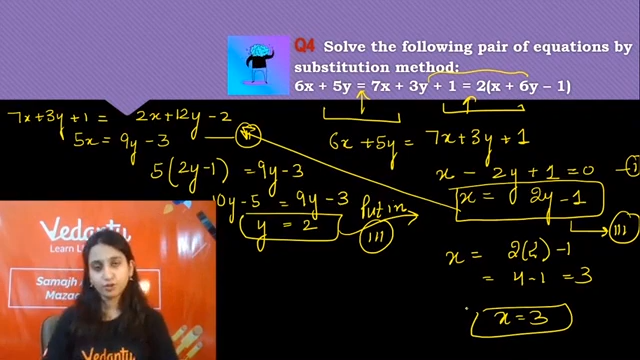 Q4 Solve the following pair of equations by
substitution method:
6x + 5y = 7x + 3y + 1 = 2(x + 6y – 1)
7x+3y+1 = 2x+12y-2
5x = 9y-3
II
5(2y-1) = 9y-3
10y-5 = 9y-3
y = 2
Put in
III
6x+5y = 7x+3y+1
x - 2y+1=0
I
x = 2y-1
III
x = 2(2)-1
= 4-1 = 3
x=3
Vedantu
Learn
Samajh A
Mazaa
Vedantu